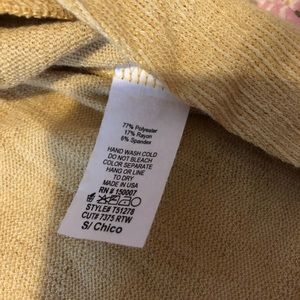 77% Polyester
17% Rayon
6% Spandex
HAND WASH COLD
DO NOT BLEACH
COLOR SEPARATE
HANG OR LINE
TO DRY
MADE IN USA
RN # 150007
STYLE# T51276
CUT# 7375 RTW
S/ Chico